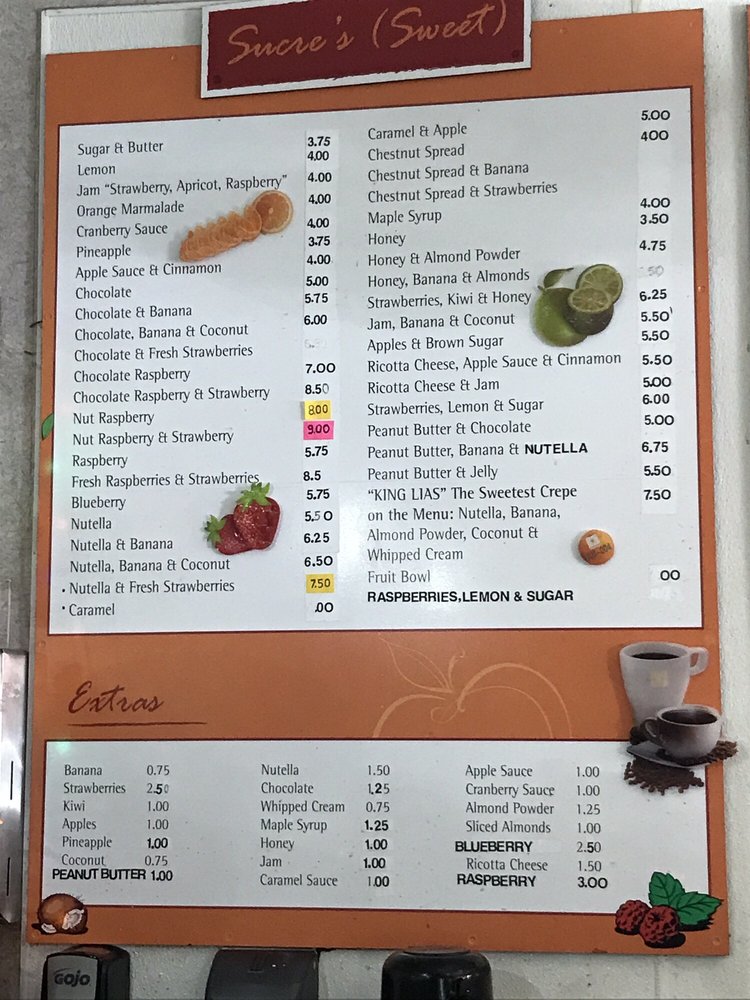 Sucre's (Sweet)
Sugar & Butter 3.75
Lemon 4.00
Jam "Strawberry, Apricot, Raspberry" 4.00
Orange Marmalade 4.00
Cranberry Sauce 4.00
Pineapple 3.75
Apple Sauce & Cinnamon 4.00
Chocolate 5.00
Chocolate & Banana 5.75
Chocolate, Banana & Coconut 6.00
Chocolate & Fresh Strawberries
Chocolate Raspberry 7.00
Chocolate Raspberry & Strawberry 8.50
Nut Raspberry 8.00
Nut Raspberry & Strawberry 9.00
Raspberry 5.75
Fresh Raspberries & Strawberries 8.5
Blueberry 5.75
Nutella 5.50
Nutella & Banana 6.25
Nutella, Banana & Coconut 6.50
Nutella & Fresh Strawberries 7.50
Caramel .00
Caramel & Apple 5.00
Chestnut Spread 400
Chestnut Spread & Banana
Chestnut Spread & Strawberries
Maple Syrup 4.00
Honey 3.50
Honey & Almond Powder 4.75
Honey, Banana & Almonds 50
Strawberries, Kiwi & Honey 6.25
Jam, Banana & Coconut 5.50
Apples & Brown Sugar 5.50
Ricotta Cheese, Apple Sauce & Cinnamon 5.50
Ricotta Cheese & Jam 5.00
Strawberries, Lemon & Sugar 6.00
Peanut Butter & Chocolate 5.00
Peanut Butter, Banana & NUTELLA 6.75
Peanut Butter & Jelly 5.50
"KING LIAS" The Sweetest Crepe 7.50
on the Menu: Nutella, Banana,
Almond Powder, Coconut &
Whipped Cream
Fruit Bowl 00
RASPBERRIES,LEMON & SUGAR
Extras
Banana 0.75
Strawberries 2.50
Kiwi 1.00
Apples 1.00
Pineapple 1.00
Coconut 0.75
PEANUT BUTTER 1.00
Nutella 1.50
Chocolate 1.25
Whipped Cream 0.75
Maple Syrup 1.25
Honey 1.00
Jam 1.00
Caramel Sauce 1.00
Apple Sauce 1.00
Cranberry Sauce 1.00
Almond Powder 1.25
Sliced Almonds 1.00
BLUEBERRY 2.50
Ricotta Cheese 1.50
RASPBERRY 3.00
GOJO